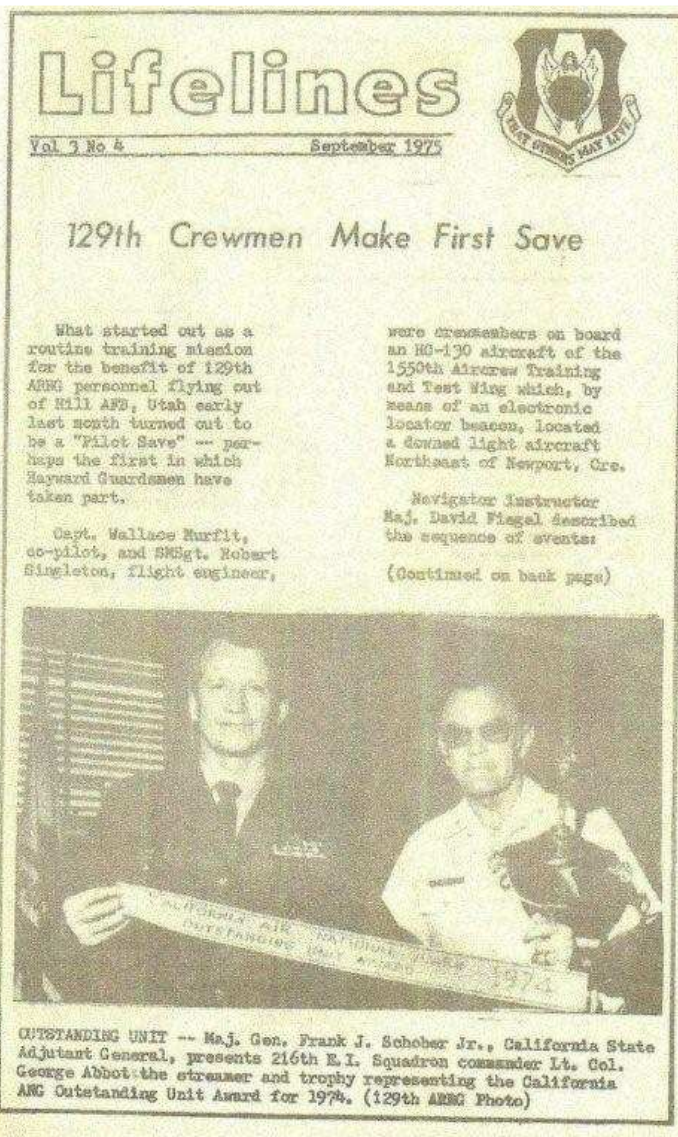 Lifelines
THAT OTHERS MAY LIVE
Vol 3 No 4 September 1975
129th Crewmen Make First Save
What started out as a
routine training mission
for the benefit of 129th
ARRG personnel flying out
of Hill AFB, Utah early
last month turned out to
be a "Pilot Save" -- per-
haps the first in which
Hayward Guardsmen have
taken part.
Capt. Wallace Murfit,
co-pilot, and SMSgt. Robert
Singleton, flight engineer,
were crewmembers on board
an HC-130 aircraft of the
1550th Aircrew Training
and Test Wing which, by
means of an electronic
locator beacon, located
a downed light aircraft
Northeast of Newport, Ore.
Navigator instructor
Maj. David Fiegel described
the sequence of events:
(Continued on back page)
CALIFORNIA AIR NATIONAL GUARD
OUTSTANDING UNIT AWARD 1974
OUTSTANDING UNIT -- Maj. Gen. Frank J. Schober Jr., California State
Adjutant General, presents 216th E.I. Squadron commander Lt. Col.
George Abbot the streamer and trophy representing the California
ANG Outstanding Unit Award for 1974. (129th ARRG Photo)